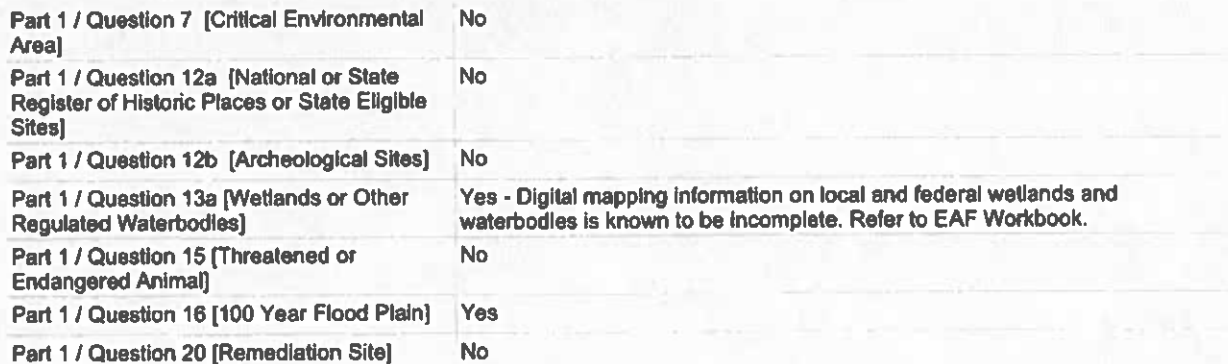 Part 1 / Question 7 [Critical Environmental Area] No
Part 1 / Question 12a [National or State Register of Historic Places or State Eligible Sites] No
Part 1 / Question 12b [Archeological Sites] No
Part 1 / Question 13a [Wetlands or Other Regulated Waterbodies] Yes - Digital mapping information on local and federal wetlands and waterbodies is known to be incomplete. Refer to EAF Workbook.
Part 1 / Question 15 [Threatened or Endangered Animal] No
Part 1 / Question 16 [100 Year Flood Plain] Yes
Part 1 / Question 20 [Remediation Site] No